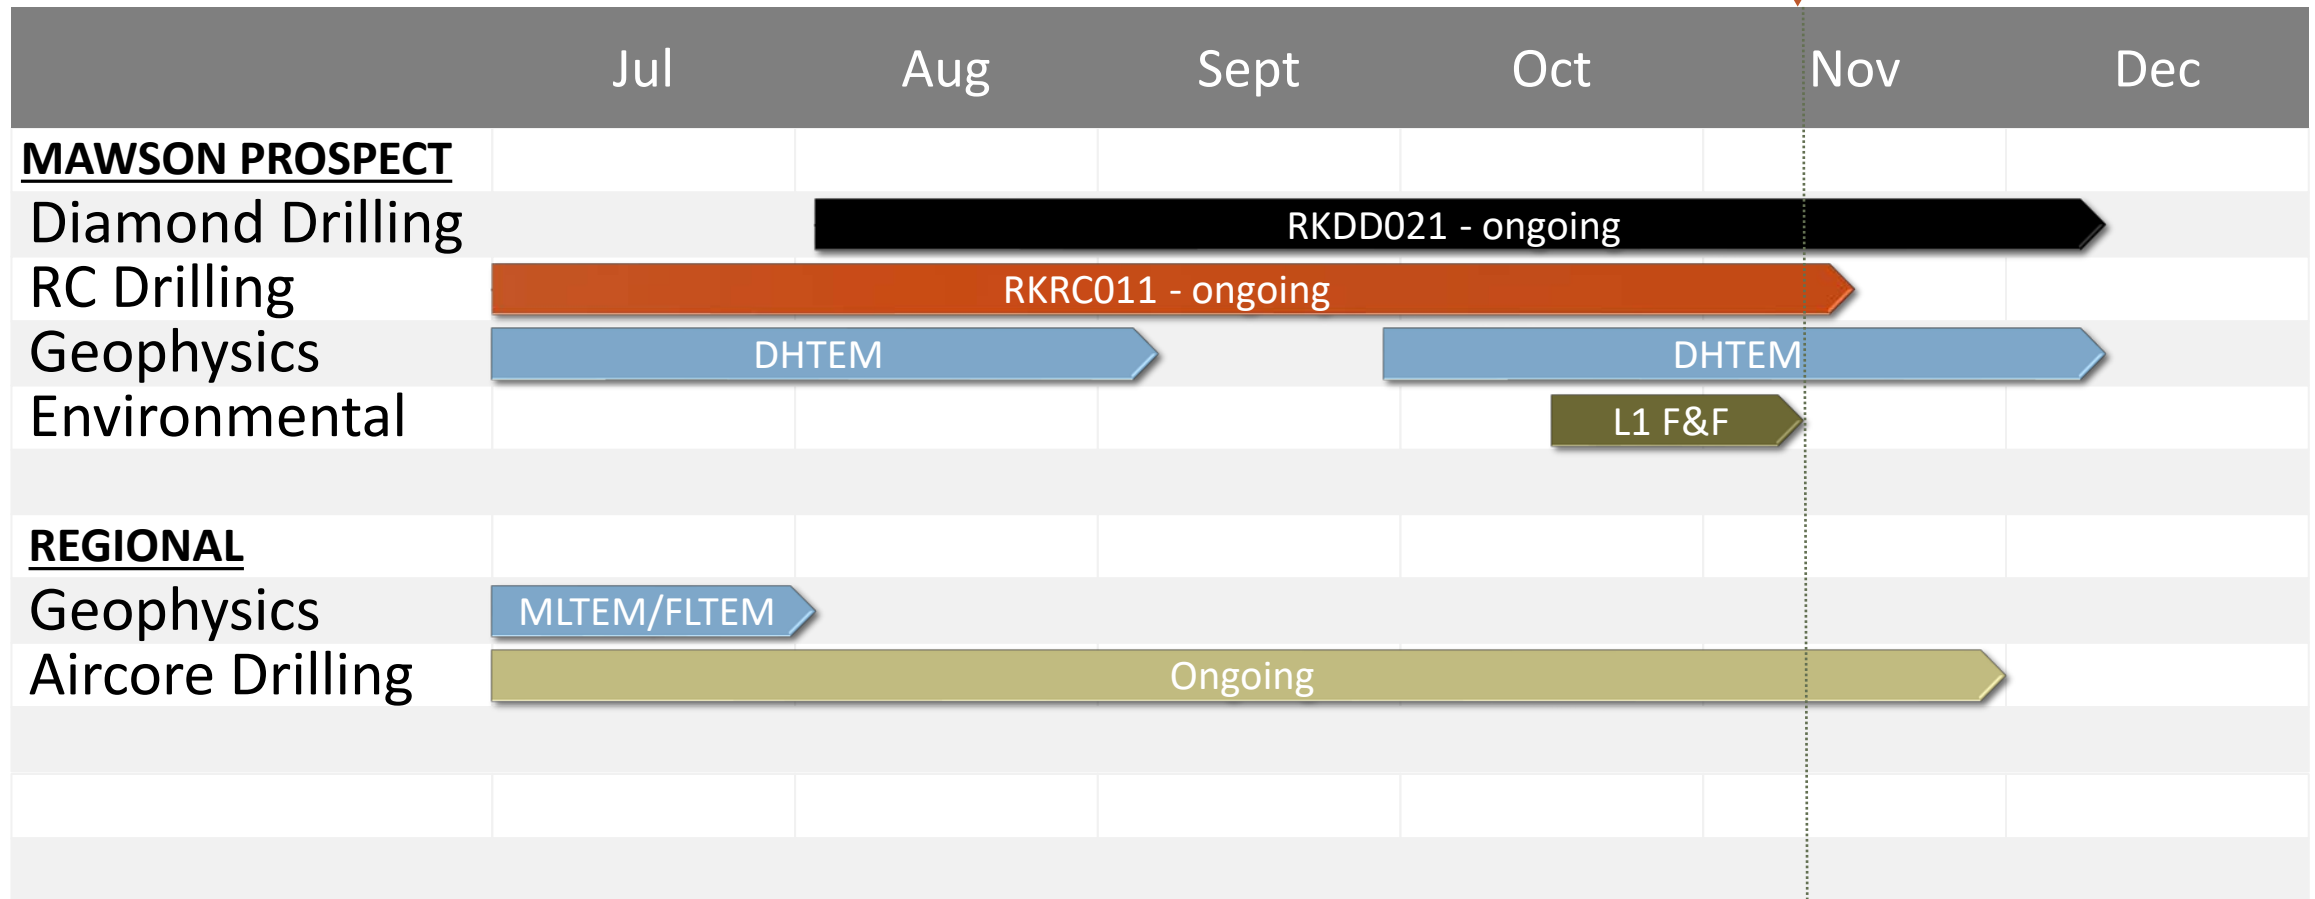 Jul Aug Sept Oct Nov Dec
MAWSON PROSPECT
Diamond Drilling RKDD021 - ongoing
RC Drilling RKRC011 - ongoing
Geophysics DHTEM DHTEM
Environmental L1 F&F
REGIONAL
Geophysics MLTEM/FLTEM
Aircore Drilling Ongoing